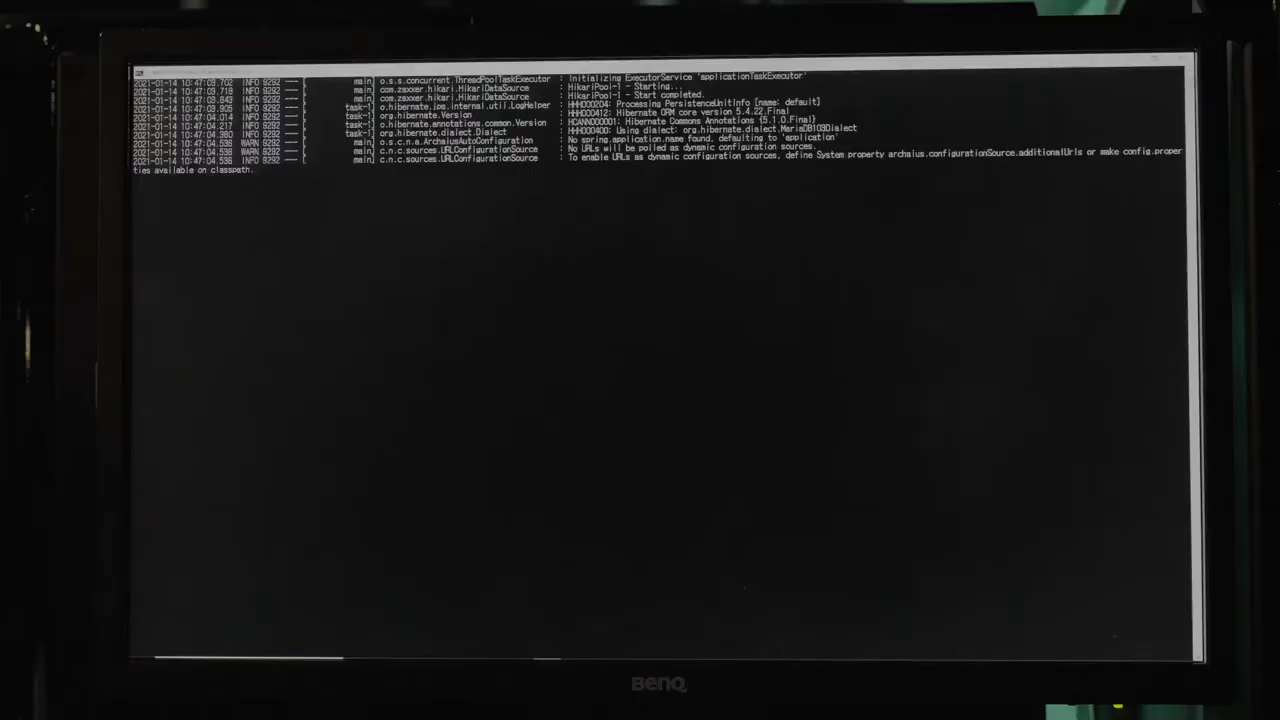 2021-01-14 10:47:03.702 INFO 9292 --- [ main] o.s.s.concurrent.ThreadPoolTaskExecutor : Initializing ExecutorService 'applicationTaskExecutor'
2021-01-14 10:47:03.718 INFO 9292 --- [ main] com.zaxxer.hikari.HikariDataSource : HikariPool-1 - Starting...
2021-01-14 10:47:03.843 INFO 9292 --- [ main] com.zaxxer.hikari.HikariDataSource : HikariPool-1 - Start completed.
2021-01-14 10:47:03.905 INFO 9292 --- [ task-1] o.hibernate.jpa.internal.util.LogHelper : HHH000204: Processing PersistenceUnitInfo [name: default]
2021-01-14 10:47:04.014 INFO 9292 --- [ task-1] org.hibernate.Version : HHH000412: Hibernate ORM core version 5.4.22.Final
2021-01-14 10:47:04.217 INFO 9292 --- [ task-1] o.hibernate.annotations.common.Version : HCANN000001: Hibernate Commons Annotations {5.1.0.Final}
2021-01-14 10:47:04.380 INFO 9292 --- [ task-1] org.hibernate.dialect.Dialect : HHH000400: Using dialect: org.hibernate.dialect.MariaDB103Dialect
2021-01-14 10:47:04.536 WARN 9292 --- [ main] o.s.c.n.a.ArchaiusAutoConfiguration : No spring.application.name found, defaulting to 'application'
2021-01-14 10:47:04.536 WARN 9292 --- [ main] c.n.c.sources.URLConfigurationSource : No URLs will be polled as dynamic configuration sources.
2021-01-14 10:47:04.536 INFO 9292 --- [ main] c.n.c.sources.URLConfigurationSource : To enable URLs as dynamic configuration sources, define System property archaius.configurationSource.additionalUrls or make config.proper
ties available on classpath.
BenQ